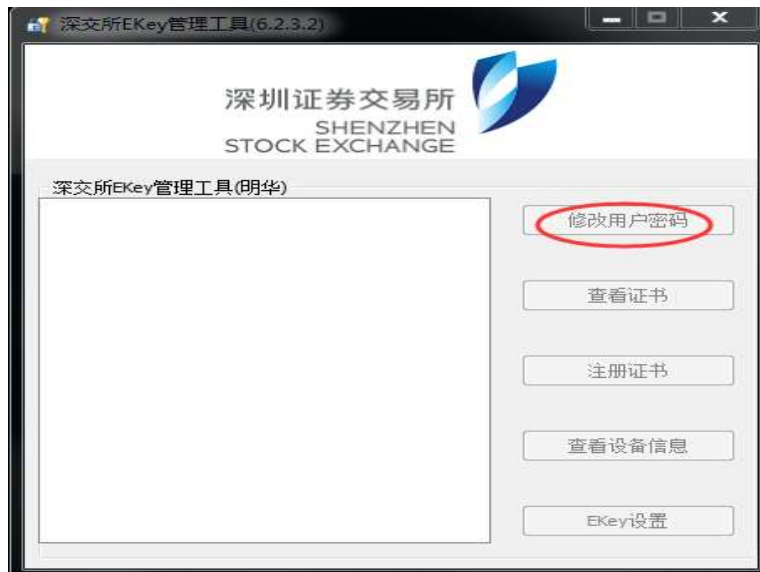 深交所EKey管理工具(6.2.3.2)
深圳证券交易所
SHENZHEN
STOCK EXCHANGE
深交所EKey管理工具(明华)
修改用户密码
查看证书
注册证书
查看设备信息
EKey设置